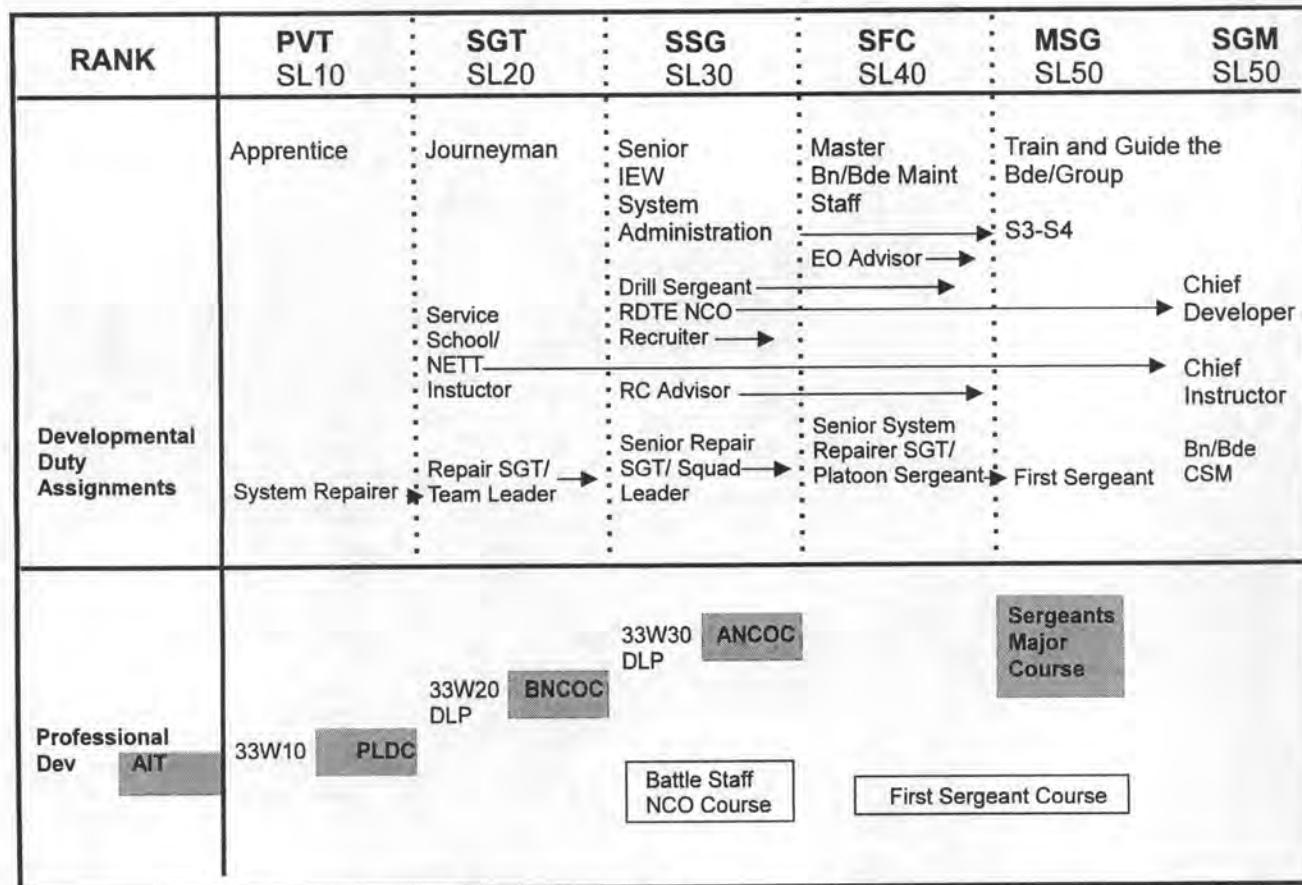 RANK
PVT
SL10
SGT
SL20
SSG
SL30
SFC
SL40
MSG
SL50
SGM
SL50
Developmental
Duty
Assignments
Apprentice
System Repairer
Journeyman
Service
School/
NETT
Instuctor
Repair SGT/
Team Leader
Senior
IEW
System
Administration
Drill Sergeant
RDTE NCO
Recruiter
RC Advisor
Senior Repair
SGT/ Squad
Leader
Master
Bn/Bde Maint
Staff
EO Advisor
Senior System
Repairer SGT/
Platoon Sergeant
Train and Guide the
Bde/Group
S3-S4
First Sergeant
Chief
Developer
Chief
Instructor
Bn/Bde
CSM
Professional
Dev
AIT
33W10
PLDC
33W20
DLP
BNCOC
33W30
DLP
ANCOC
Battle Staff
NCO Course
First Sergeant Course
Sergeants
Major
Course